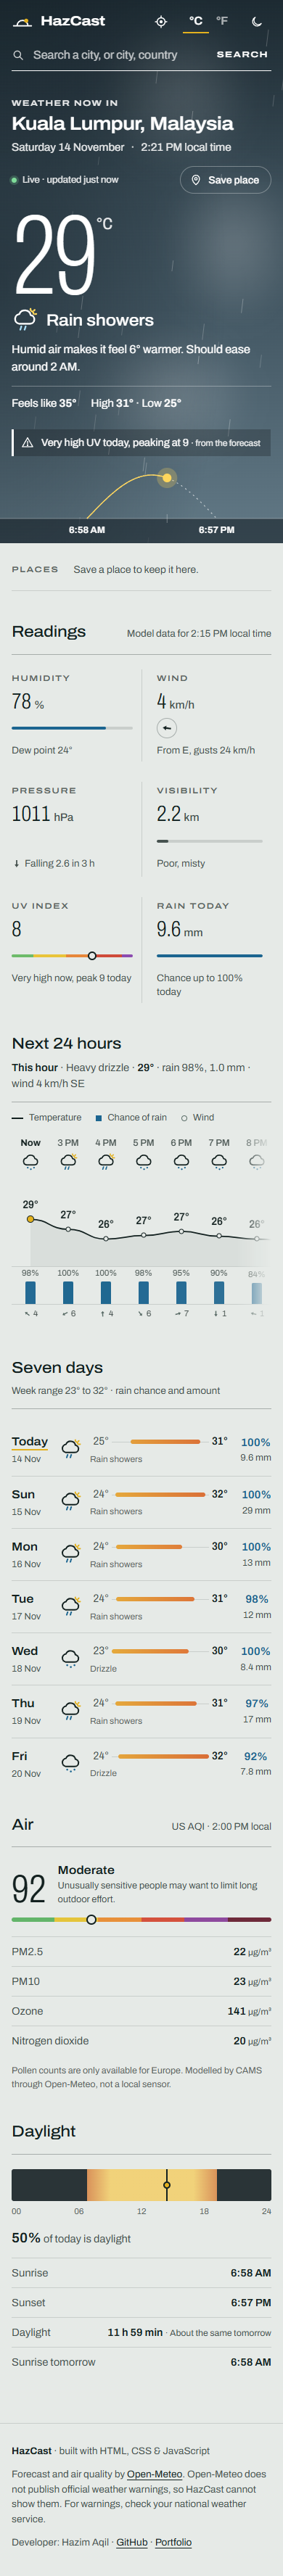 HazCast °C °F
Search a city, or city, country SEARCH
WEATHER NOW IN
Kuala Lumpur, Malaysia
Saturday 14 November · 2:21 PM local time
Live · updated just now Save place
29°C
Rain showers
Humid air makes it feel 6° warmer. Should ease
around 2 AM.
Feels like 35° High 31° · Low 25°
Very high UV today, peaking at 9 · from the forecast
6:58 AM 6:57 PM
PLACES Save a place to keep it here.
Readings Model data for 2:15 PM local time
HUMIDITY WIND
78 % 4 km/h
Dew point 24° From E, gusts 24 km/h
PRESSURE VISIBILITY
1011 hPa 2.2 km
Falling 2.6 in 3 h Poor, misty
UV INDEX RAIN TODAY
8 9.6 mm
Very high now, peak 9 today Chance up to 100%
today
Next 24 hours
This hour · Heavy drizzle · 29° · rain 98%, 1.0 mm ·
wind 4 km/h SE
Temperature Chance of rain Wind
Now 3 PM 4 PM 5 PM 6 PM 7 PM 8 PM
29° 27° 26° 27° 27° 26° 26°
98% 100% 100% 98% 95% 90% 84%
4 6 4 6 7 1 1
Seven days
Week range 23° to 32° · rain chance and amount
Today 25° 31° 100%
14 Nov Rain showers 9.6 mm
Sun 24° 32° 100%
15 Nov Rain showers 29 mm
Mon 24° 30° 100%
16 Nov Rain showers 13 mm
Tue 24° 31° 98%
17 Nov Rain showers 12 mm
Wed 23° 30° 100%
18 Nov Drizzle 8.4 mm
Thu 24° 31° 97%
19 Nov Rain showers 17 mm
Fri 24° 32° 92%
20 Nov Drizzle 7.8 mm
Air US AQI · 2:00 PM local
92 Moderate
Unusually sensitive people may want to limit long
outdoor effort.
PM2.5 22 µg/m³
PM10 23 µg/m³
Ozone 141 µg/m³
Nitrogen dioxide 20 µg/m³
Pollen counts are only available for Europe. Modelled by CAMS
through Open-Meteo, not a local sensor.
Daylight
00 06 12 18 24
50% of today is daylight
Sunrise 6:58 AM
Sunset 6:57 PM
Daylight 11 h 59 min · About the same tomorrow
Sunrise tomorrow 6:58 AM
HazCast · built with HTML, CSS & JavaScript
Forecast and air quality by Open-Meteo. Open-Meteo does
not publish official weather warnings, so HazCast cannot
show them. For warnings, check your national weather
service.
Developer: Hazim Aqil · GitHub · Portfolio